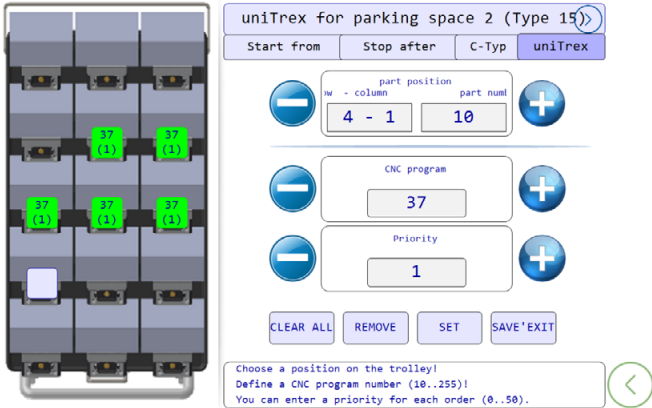 uniTrex for parking space 2 (Type 15)
Start from
Stop after
C-Typ
uniTrex
part position
- column
part numb
4 - 1
10
CNC program
37
Priority
1
CLEAR ALL
REMOVE
SET
SAVE'EXIT
Choose a position on the trolley!
Define a CNC program number (10..255)!
You can enter a priority for each order (0..50).
37
(1)
37
(1)
37
(1)
37
(1)
37
(1)